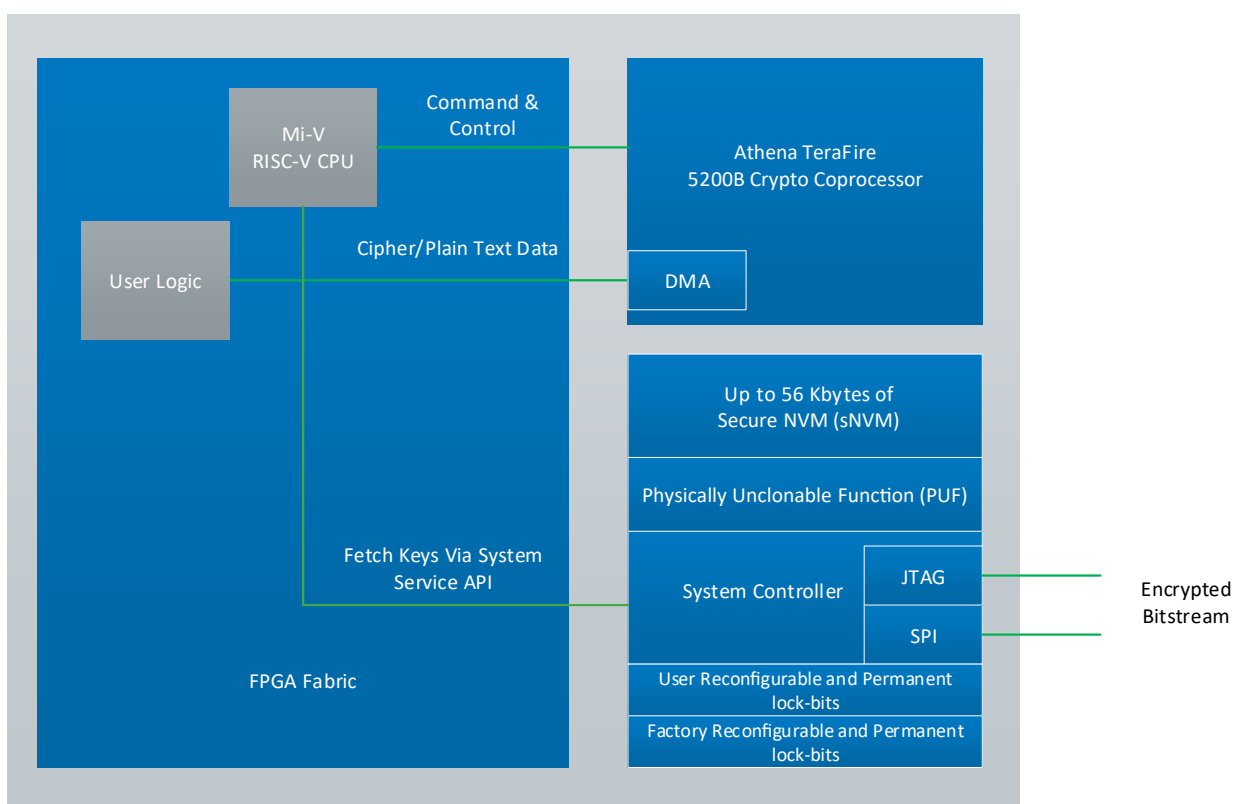 Mi-V
RISC-V CPU
Command &
Control
Athena TeraFire
5200B Crypto Coprocessor
User Logic
Cipher/Plain Text Data
DMA
Up to 56 Kbytes of
Secure NVM (sNVM)
Physically Unclonable Function (PUF)
Fetch Keys Via System
Service API
System Controller
JTAG
SPI
Encrypted
Bitstream
FPGA Fabric
User Reconfigurable and Permanent
lock-bits
Factory Reconfigurable and Permanent
lock-bits